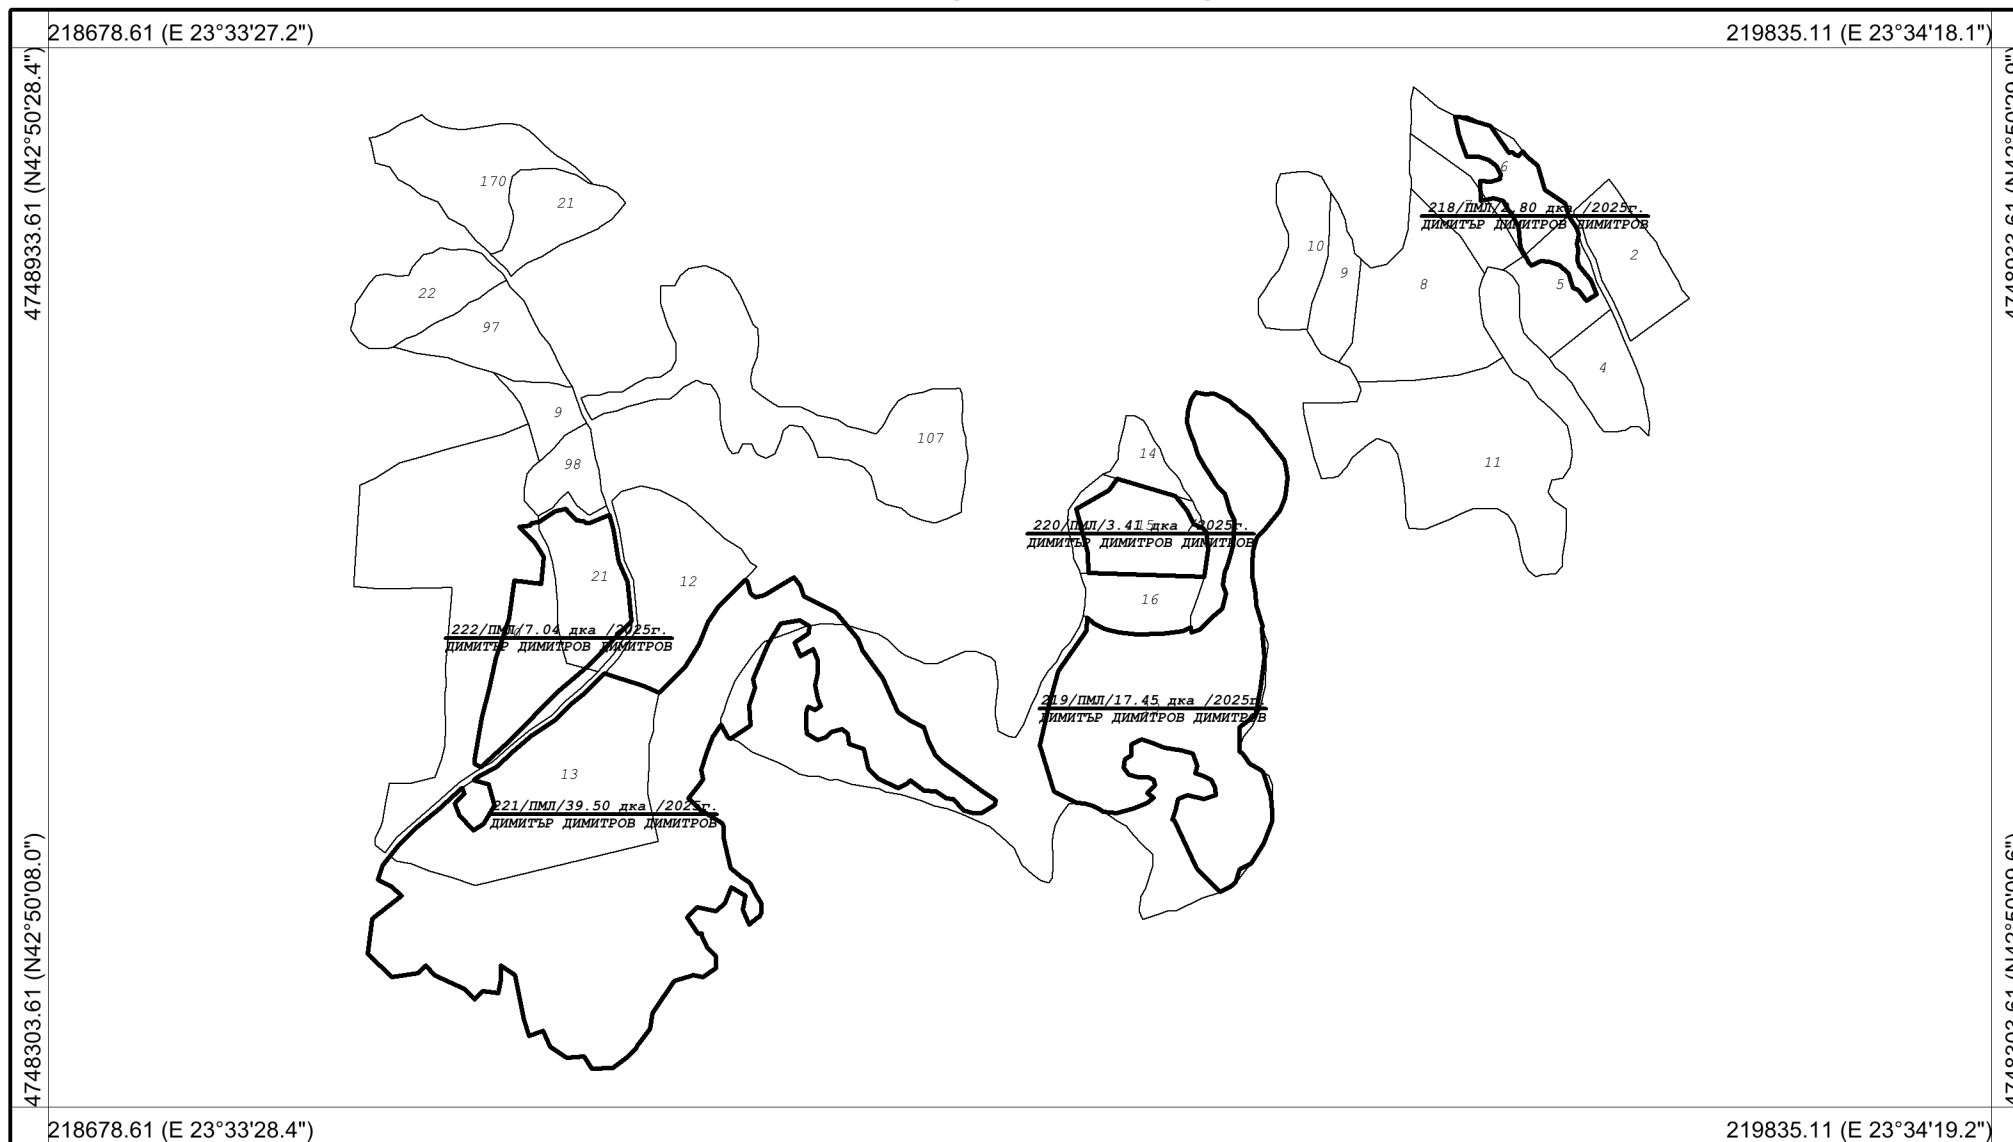 218678.61 (E 23°33'27.2")
219835.11 (E 23°34'18.1")
4748933.61 (N42°50'28.4")
170
21
6
218/ПМЛ/2.80 дка /2025г.
ДИМИТЪР ДИМИТРОВ ДИМИТРОВ
10
9
8
5
2
22
97
4
9
107
14
98
11
220/ПМЛ/3.41 дка /2025г.
ДИМИТЪР ДИМИТРОВ ДИМИТРОВ
21
12
16
222/ПМЛ/7.04 дка /2025г.
ДИМИТЪР ДИМИТРОВ ДИМИТРОВ
219/ПМЛ/17.45 дка /2025г.
ДИМИТЪР ДИМИТРОВ ДИМИТРОВ
13
221/ПМЛ/39.50 дка /2025г.
ДИМИТЪР ДИМИТРОВ ДИМИТРОВ
4748303.61 (N42°50'08.0")
218678.61 (E 23°33'28.4")
219835.11 (E 23°34'19.2")